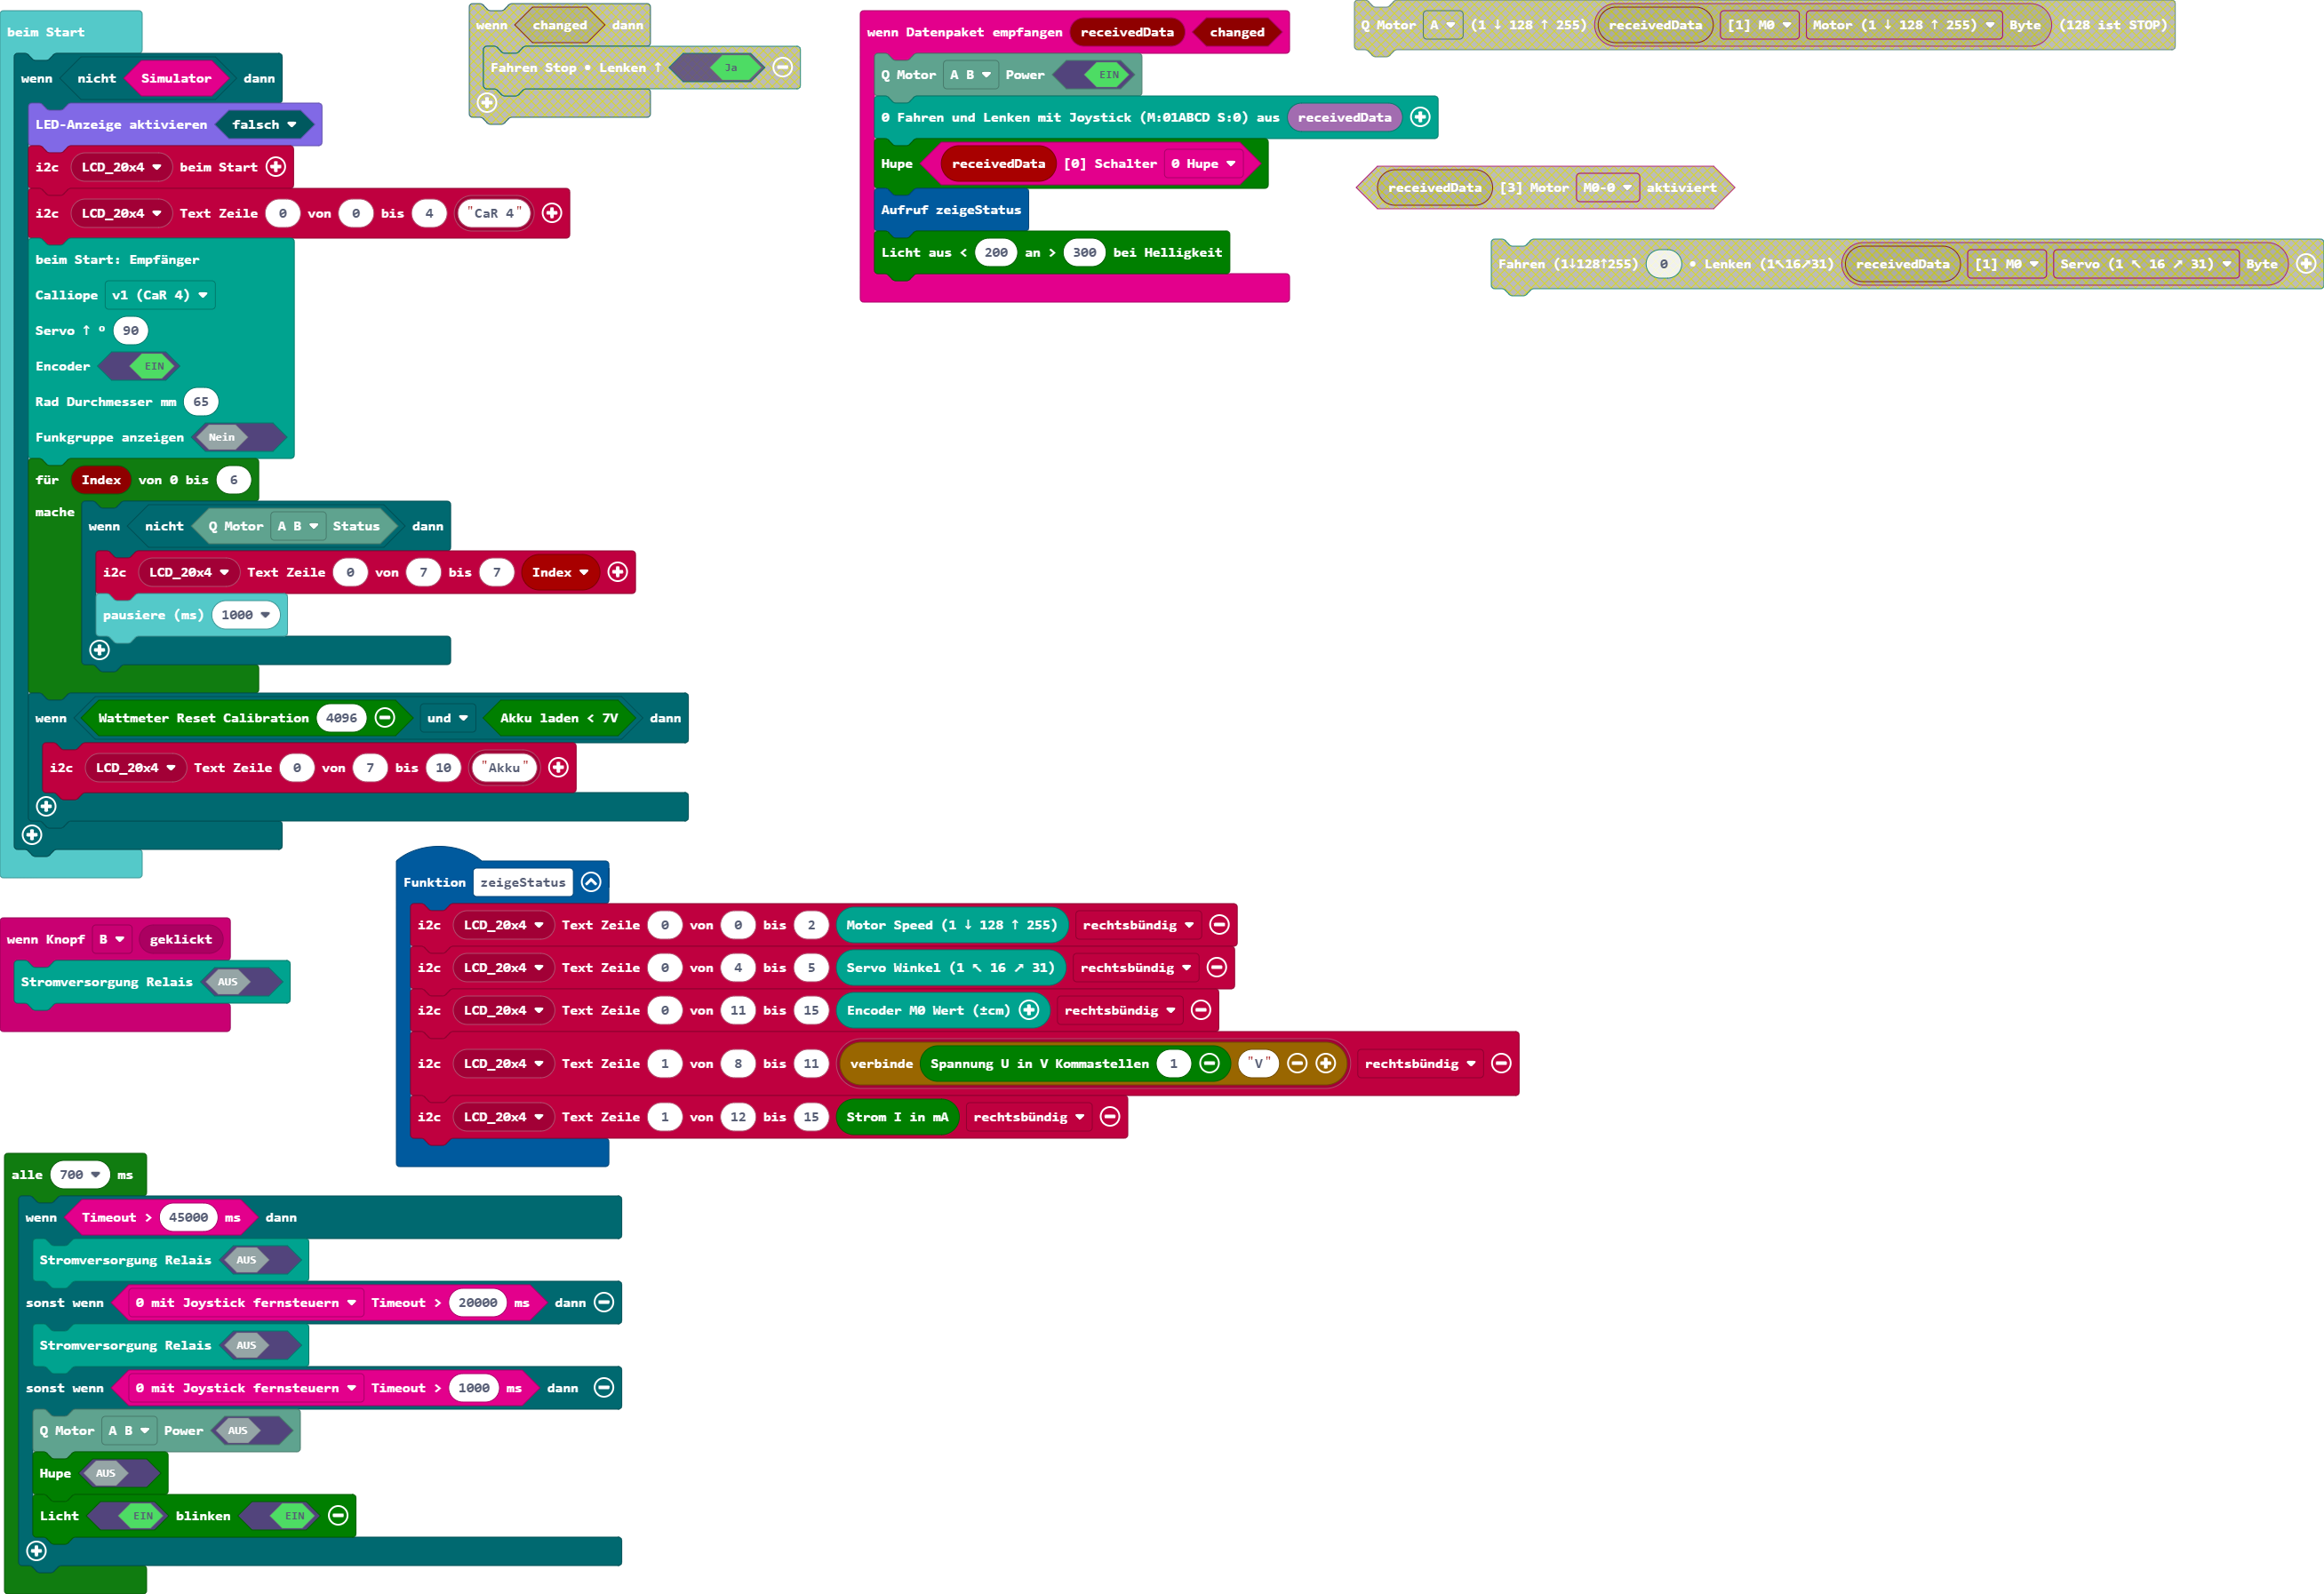 beim Start
wenn nicht Simulator dann
LED-Anzeige aktivieren falsch
i2c LCD_20x4 beim Start
i2c LCD_20x4 Text Zeile 0 von 0 bis 4 "CaR 4"
beim Start: Empfänger
Calliope v1 (CaR 4)
Servo ↑ º 90
Encoder EIN
Rad Durchmesser mm 65
Funkgruppe anzeigen Nein
für Index von 0 bis 6
mache
wenn nicht Q Motor A B Status dann
i2c LCD_20x4 Text Zeile 0 von 7 bis 7 Index
pausiere (ms) 1000
wenn Wattmeter Reset Calibration 4096 und Akku laden < 7V dann
i2c LCD_20x4 Text Zeile 0 von 7 bis 10 "Akku"
wenn changed dann
Fahren Stop • Lenken ↑ Ja
wenn Datenpaket empfangen receivedData changed
Q Motor A B Power EIN
0 Fahren und Lenken mit Joystick (M:01ABCD S:0) aus receivedData
Hupe receivedData [0] Schalter 0 Hupe
Aufruf zeigeStatus
Licht aus < 200 an > 300 bei Helligkeit
Q Motor A (1 ↓ 128 ↑ 255) receivedData [1] M0 Motor (1 ↓ 128 ↑ 255) Byte (128 ist STOP)
receivedData [3] Motor M0-0 aktiviert
Fahren (1↓128↑255) 0 • Lenken (1↖16↗31) receivedData [1] M0 Servo (1 ↖ 16 ↗ 31) Byte
Funktion zeigeStatus
i2c LCD_20x4 Text Zeile 0 von 0 bis 2 Motor Speed (1 ↓ 128 ↑ 255) rechtsbündig
i2c LCD_20x4 Text Zeile 0 von 4 bis 5 Servo Winkel (1 ↖ 16 ↗ 31) rechtsbündig
i2c LCD_20x4 Text Zeile 0 von 11 bis 15 Encoder M0 Wert (±cm) rechtsbündig
i2c LCD_20x4 Text Zeile 1 von 8 bis 11 verbinde Spannung U in V Kommastellen 1 "V" rechtsbündig
i2c LCD_20x4 Text Zeile 1 von 12 bis 15 Strom I in mA rechtsbündig
wenn Knopf B geklickt
Stromversorgung Relais AUS
alle 700 ms
wenn Timeout > 45000 ms dann
Stromversorgung Relais AUS
sonst wenn 0 mit Joystick fernsteuern Timeout > 20000 ms dann
Stromversorgung Relais AUS
sonst wenn 0 mit Joystick fernsteuern Timeout > 1000 ms dann
Q Motor A B Power AUS
Hupe AUS
Licht EIN blinken EIN